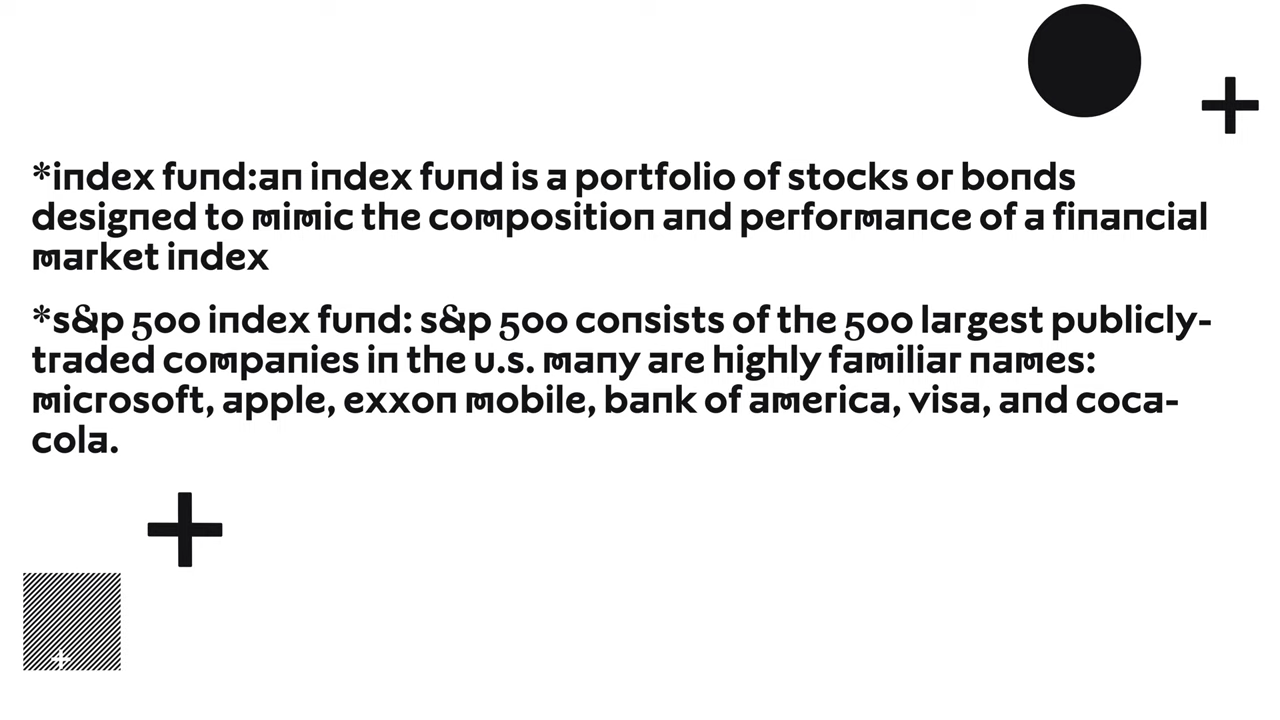 *index fund:an index fund is a portfolio of stocks or bonds
designed to mimic the composition and performance of a financial
market index
*s&p 500 index fund: s&p 500 consists of the 500 largest publicly-
traded companies in the u.s. many are highly familiar names:
microsoft, apple, exxon mobile, bank of america, visa, and coca-
cola.
4